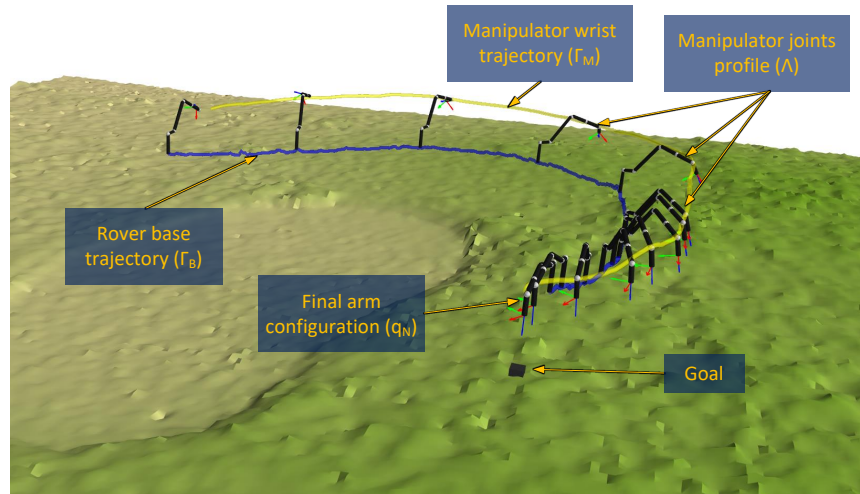 Manipulator wrist
trajectory (Γ_M)
Manipulator joints
profile (Λ)
Rover base
trajectory (Γ_B)
Final arm
configuration (q_N)
Goal